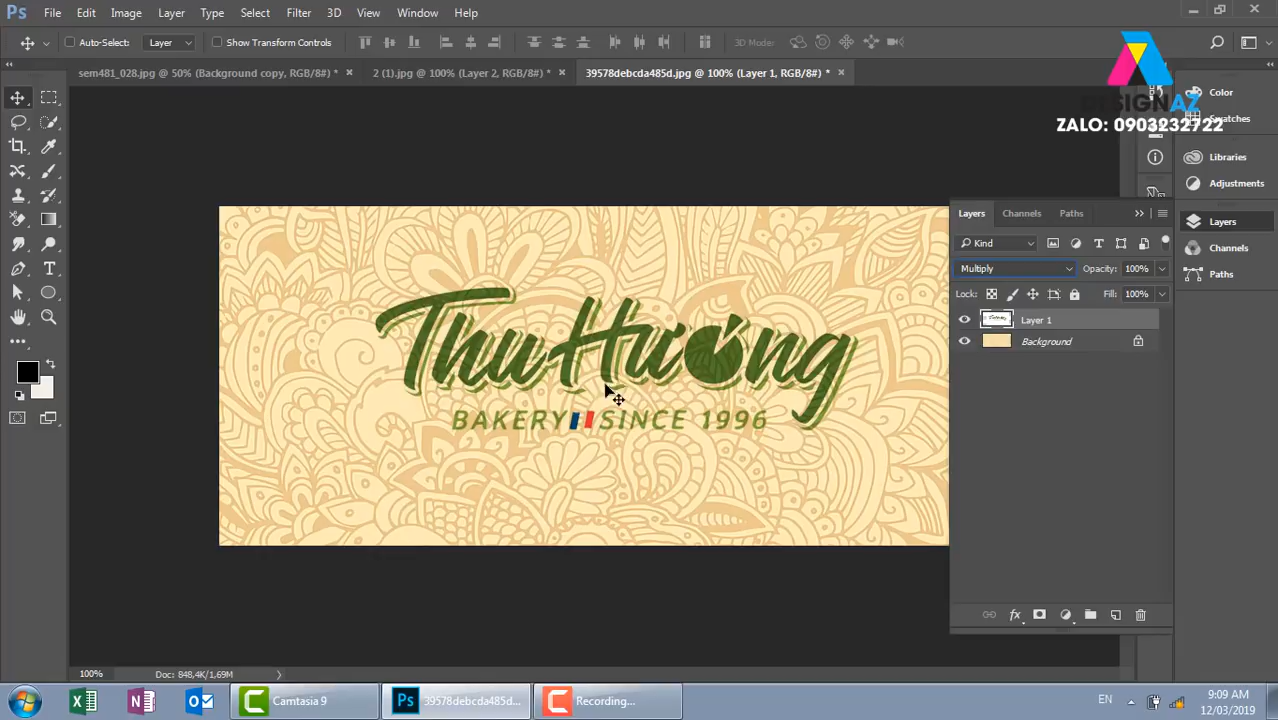 Ps File Edit Image Layer Type Select Filter 3D View Window Help
Auto-Select: Layer Show Transform Controls 3D Mode:
sem481_028.jpg @ 50% (Background copy, RGB/8#) * × 2 (1).jpg @ 100% (Layer 2, RGB/8#) * × 39578debcda485d.jpg @ 100% (Layer 1, RGB/8#) * ×
DESIGNAZ
ZALO: 0903232722
Color
Swatches
Libraries
Adjustments
Layers
Channels
Paths
Layers Channels Paths
Kind
Multiply Opacity: 100%
Lock: Fill: 100%
Layer 1
Background
Thu Hương
BAKERY SINCE 1996
100% Doc: 848,4K/1,69M
Camtasia 9
Ps 39578debcda485d...
Recording...
EN
9:09 AM
12/03/2019